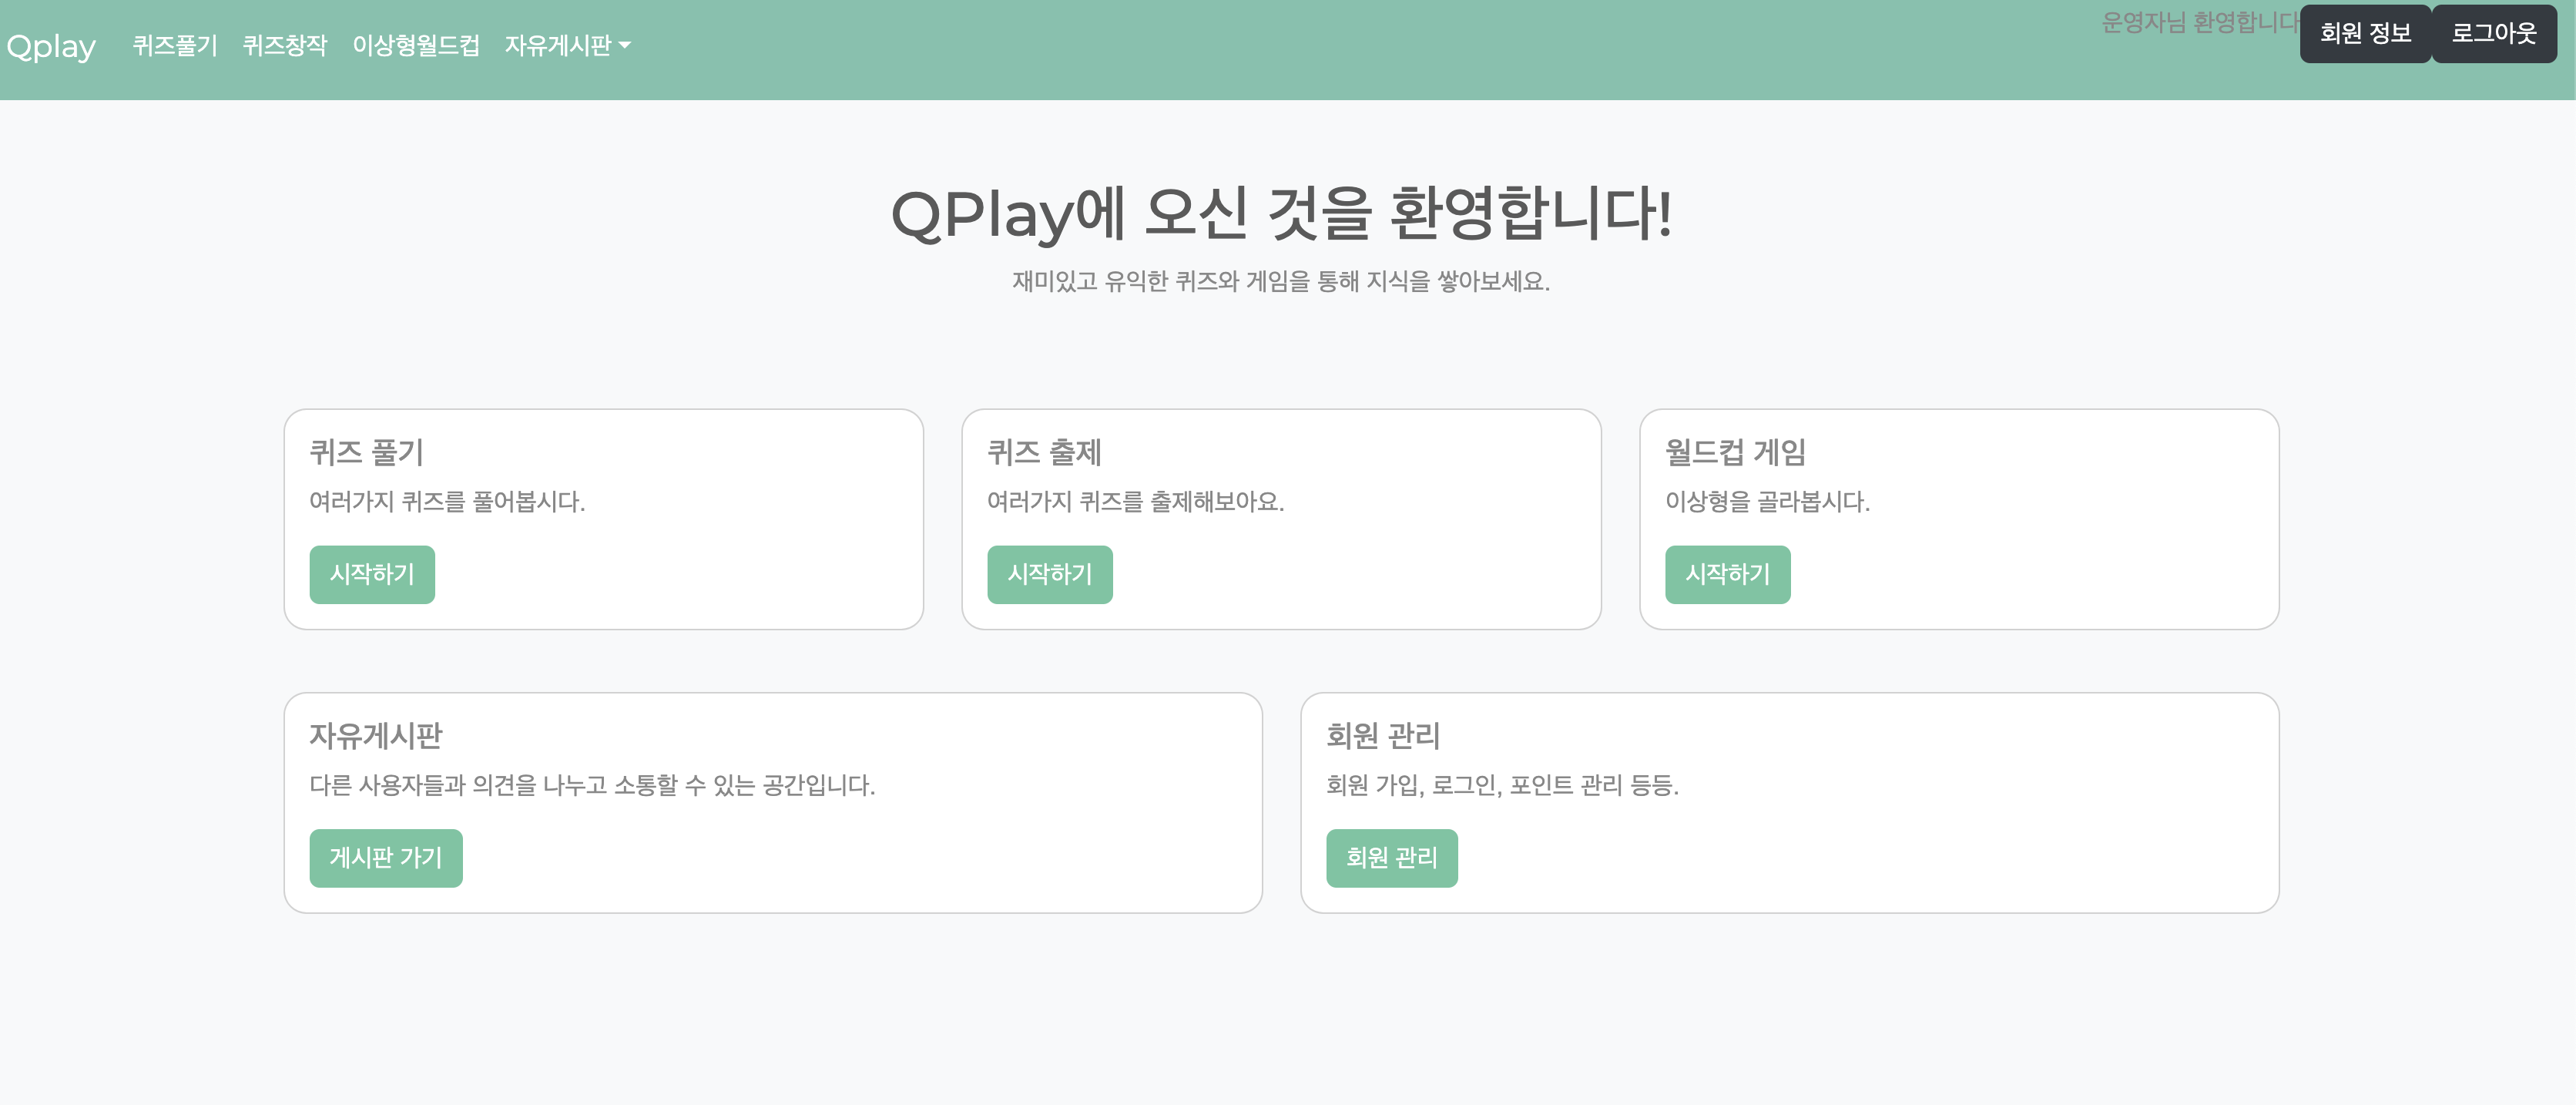 Qplay 퀴즈풀기 퀴즈창작 이상형월드컵 자유게시판 운영자님 환영합니다 회원 정보 로그아웃
QPlay에 오신 것을 환영합니다!
재미있고 유익한 퀴즈와 게임을 통해 지식을 쌓아보세요.
퀴즈 풀기
여러가지 퀴즈를 풀어봅시다.
시작하기
퀴즈 출제
여러가지 퀴즈를 출제해보아요.
시작하기
월드컵 게임
이상형을 골라봅시다.
시작하기
자유게시판
다른 사용자들과 의견을 나누고 소통할 수 있는 공간입니다.
게시판 가기
회원 관리
회원 가입, 로그인, 포인트 관리 등등.
회원 관리